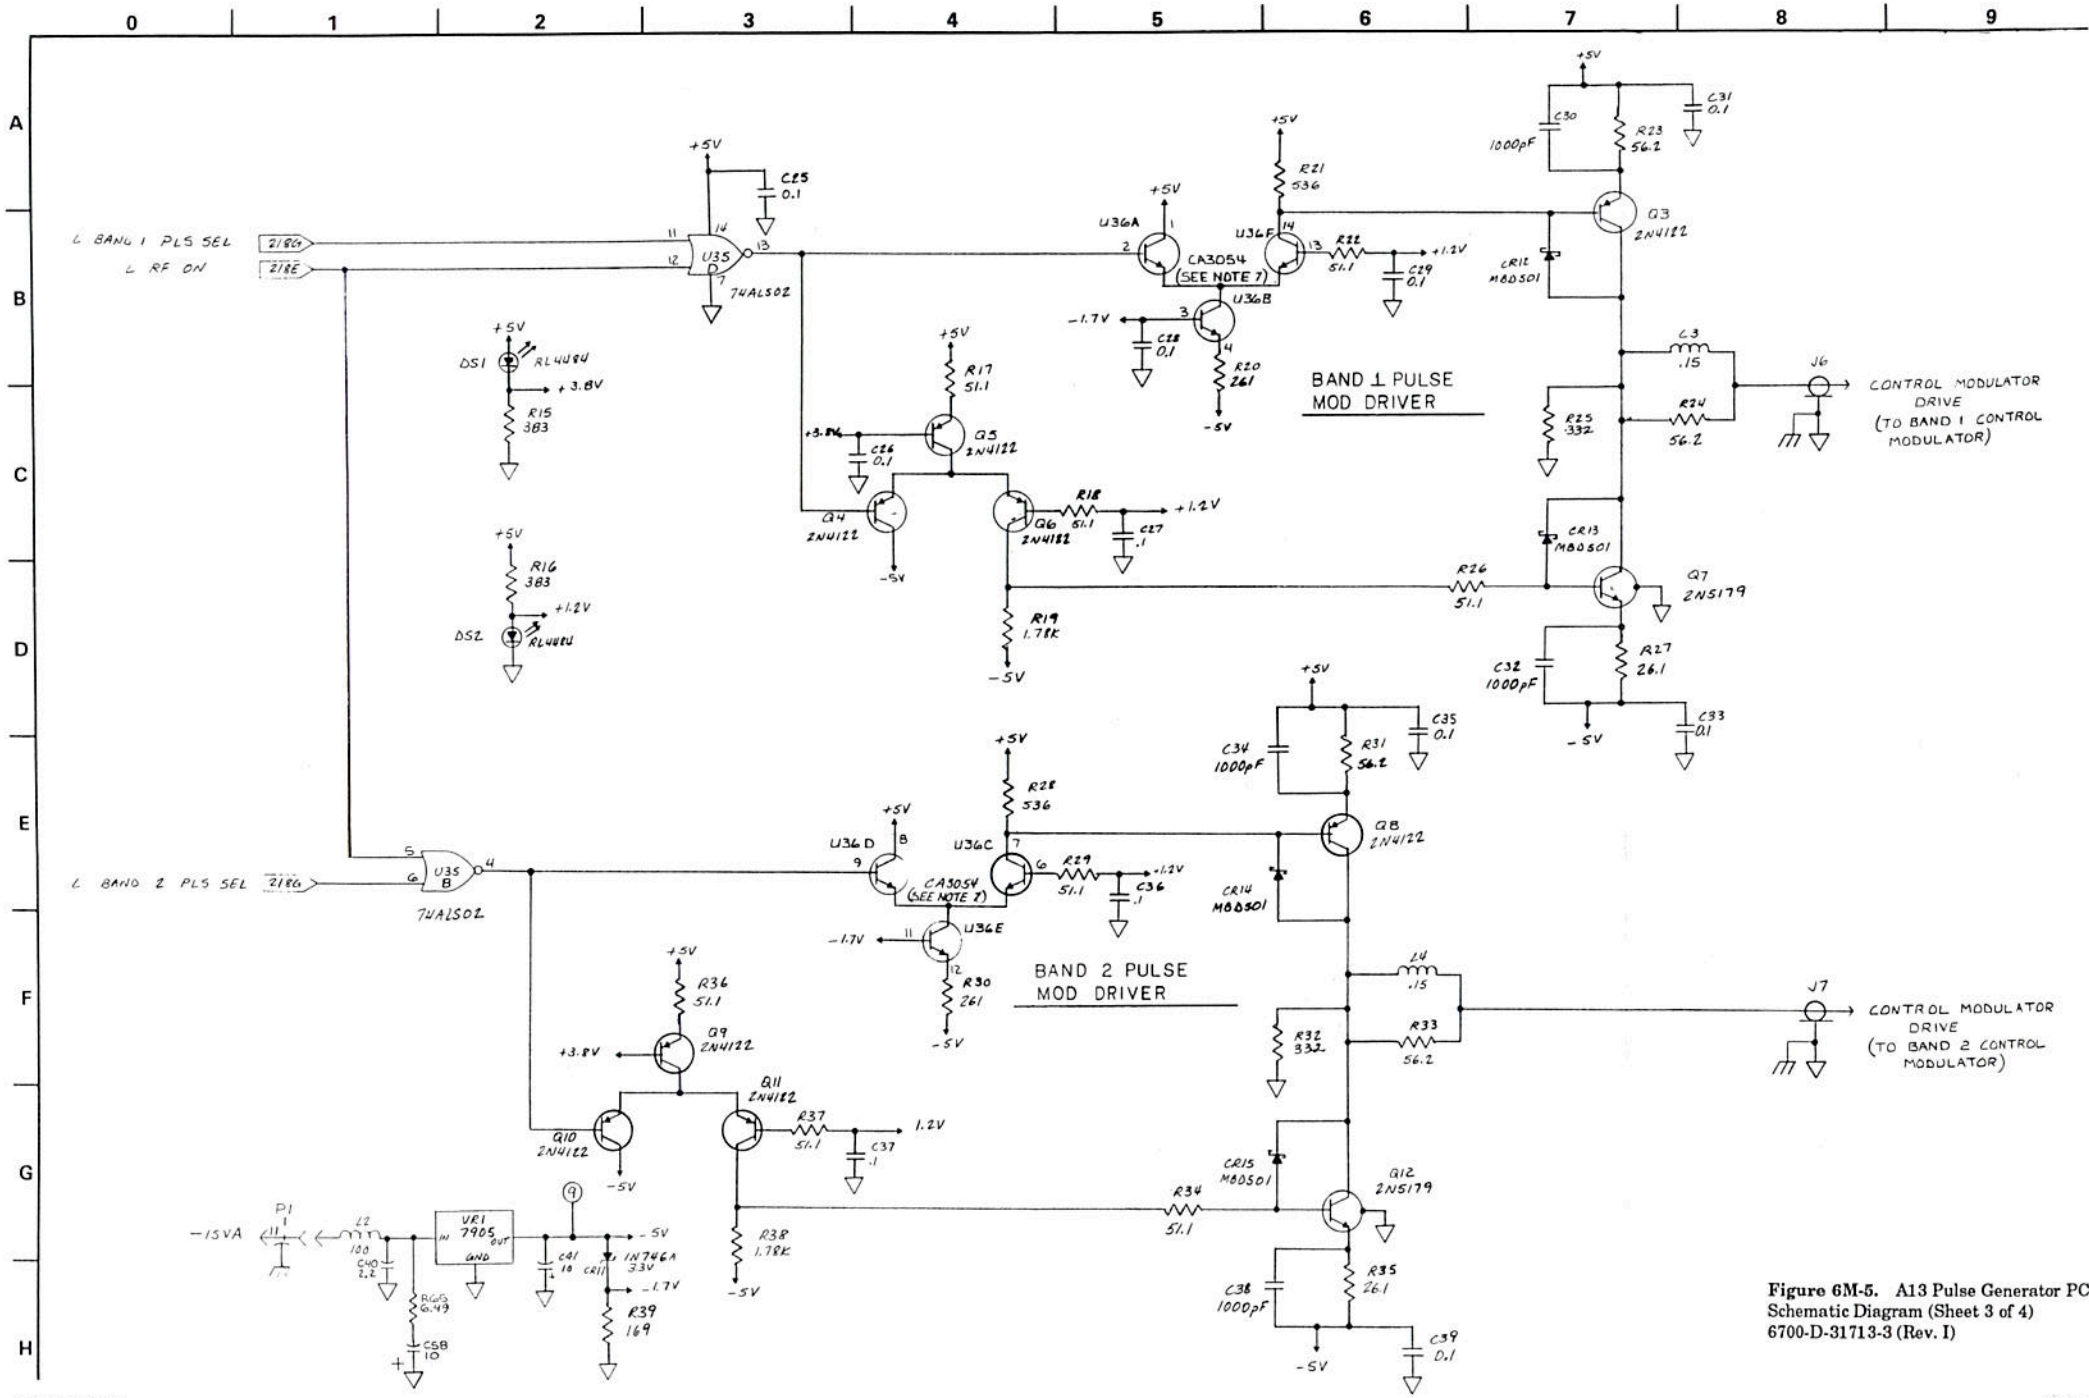 0 1 2 3 4 5 6 7 8 9
A
B
C
D
E
F
G
H
+5V
C30
1000pF
R23
56.2
C31
0.1
+5V
C25
0.1
+5V
R21
536
+5V
L BAND 1 PLS SEL
2/8G
L RF ON
2/8E
11
12
14
13
7
U35
D
74ALS02
U36A
1
2
U36F
14
13
CA3054
(SEE NOTE 7)
U36B
3
4
R22
51.1
+1.2V
C29
0.1
-1.7V
C28
0.1
R20
261
-5V
Q3
2N4122
CR12
MBD501
+5V
DS1
RL4484
+3.8V
R15
383
+5V
R17
51.1
+3.8V
C26
0.1
Q5
2N4122
Q4
2N4122
-5V
Q6
2N4122
R18
51.1
+1.2V
C27
.1
BAND 1 PULSE
MOD DRIVER
L3
.15
R25
332
R24
56.2
J6
CONTROL MODULATOR
DRIVE
(TO BAND 1 CONTROL
MODULATOR)
+5V
R16
383
+1.2V
DS2
RL4484
R19
1.78K
-5V
R26
51.1
CR13
MBD501
Q7
2N5179
C32
1000pF
R27
26.1
-5V
C33
0.1
+5V
C34
1000pF
R31
56.2
C35
0.1
+5V
R28
536
+5V
L BAND 2 PLS SEL
2/8G
5
6
4
U35
B
74ALS02
U36D
8
9
U36C
7
6
CA3054
(SEE NOTE 7)
R29
51.1
+1.2V
C36
.1
-1.7V
11
U36E
12
R30
261
-5V
Q8
2N4122
CR14
MBD501
BAND 2 PULSE
MOD DRIVER
L4
.15
R32
332
R33
56.2
J7
CONTROL MODULATOR
DRIVE
(TO BAND 2 CONTROL
MODULATOR)
+5V
R36
51.1
Q9
2N4122
+3.8V
Q10
2N4122
-5V
Q11
2N4122
R37
51.1
1.2V
C37
.1
R38
1.78K
-5V
R34
51.1
CR15
MBD501
Q12
2N5179
C38
1000pF
R35
26.1
-5V
C39
0.1
-15VA
P1
11
L2
100
C40
2.2
R65
6.49
C58
10
+
VR1
7905
IN
OUT
GND
9
C41
10
+
-5V
CR11
1N746A
3.3V
-1.7V
R39
169
Figure 6M-5. A13 Pulse Generator PC
Schematic Diagram (Sheet 3 of 4)
6700-D-31713-3 (Rev. I)